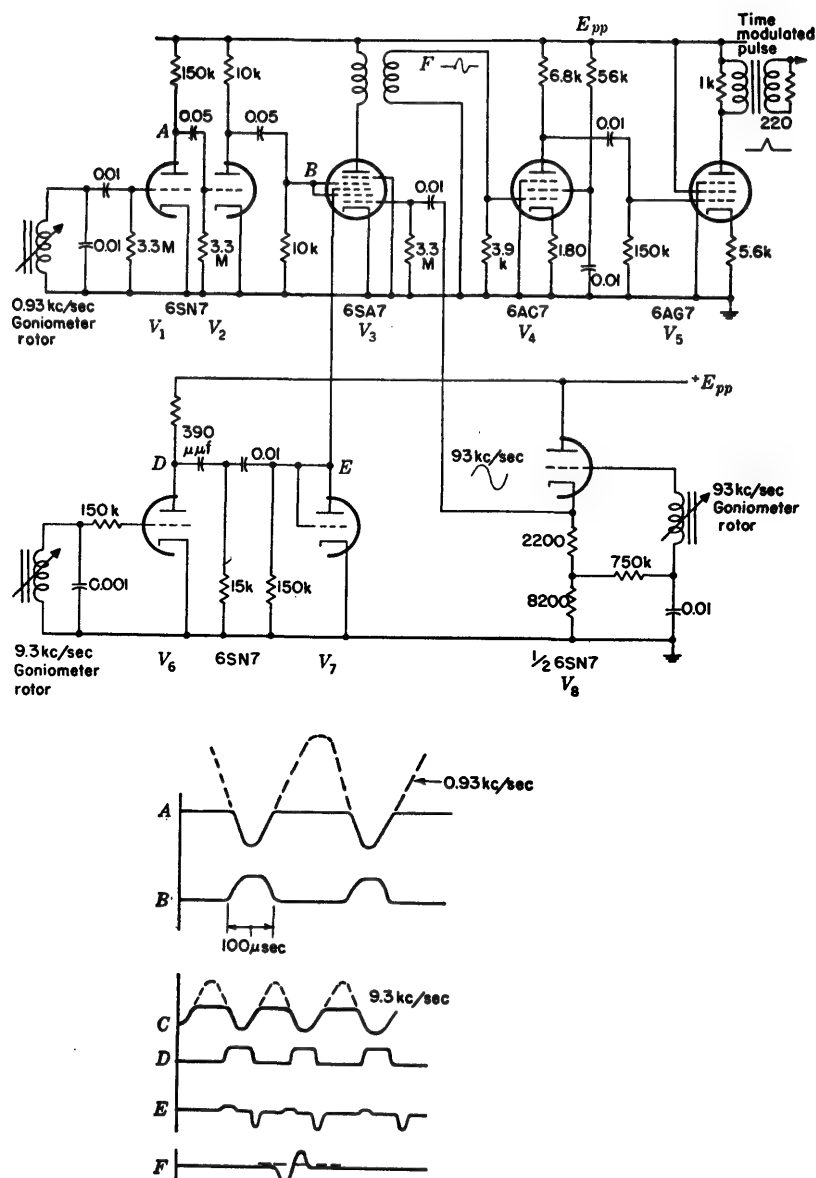 E_pp
Time
modulated
pulse
150k
10k
F
6.8k
56k
1k
220
A
0.05
0.05
0.01
0.01
B
0.01
0.01
3.3M
3.3
M
10k
3.3
M
3.9
k
1.80
0.01
150k
5.6k
0.93 kc/sec
Goniometer
rotor
6SN7
V1
V2
6SA7
V3
6AC7
V4
6AG7
V5
+E_pp
390
μμf
D
0.01
E
93 kc/sec
93 kc/sec
Goniometer
rotor
150k
0.001
15k
150k
2200
750k
8200
0.01
9.3 kc/sec
Goniometer
rotor
V6
6SN7
V7
1/2 6SN7
V8
0.93 kc/sec
A
B
100μsec
9.3 kc/sec
C
D
E
F